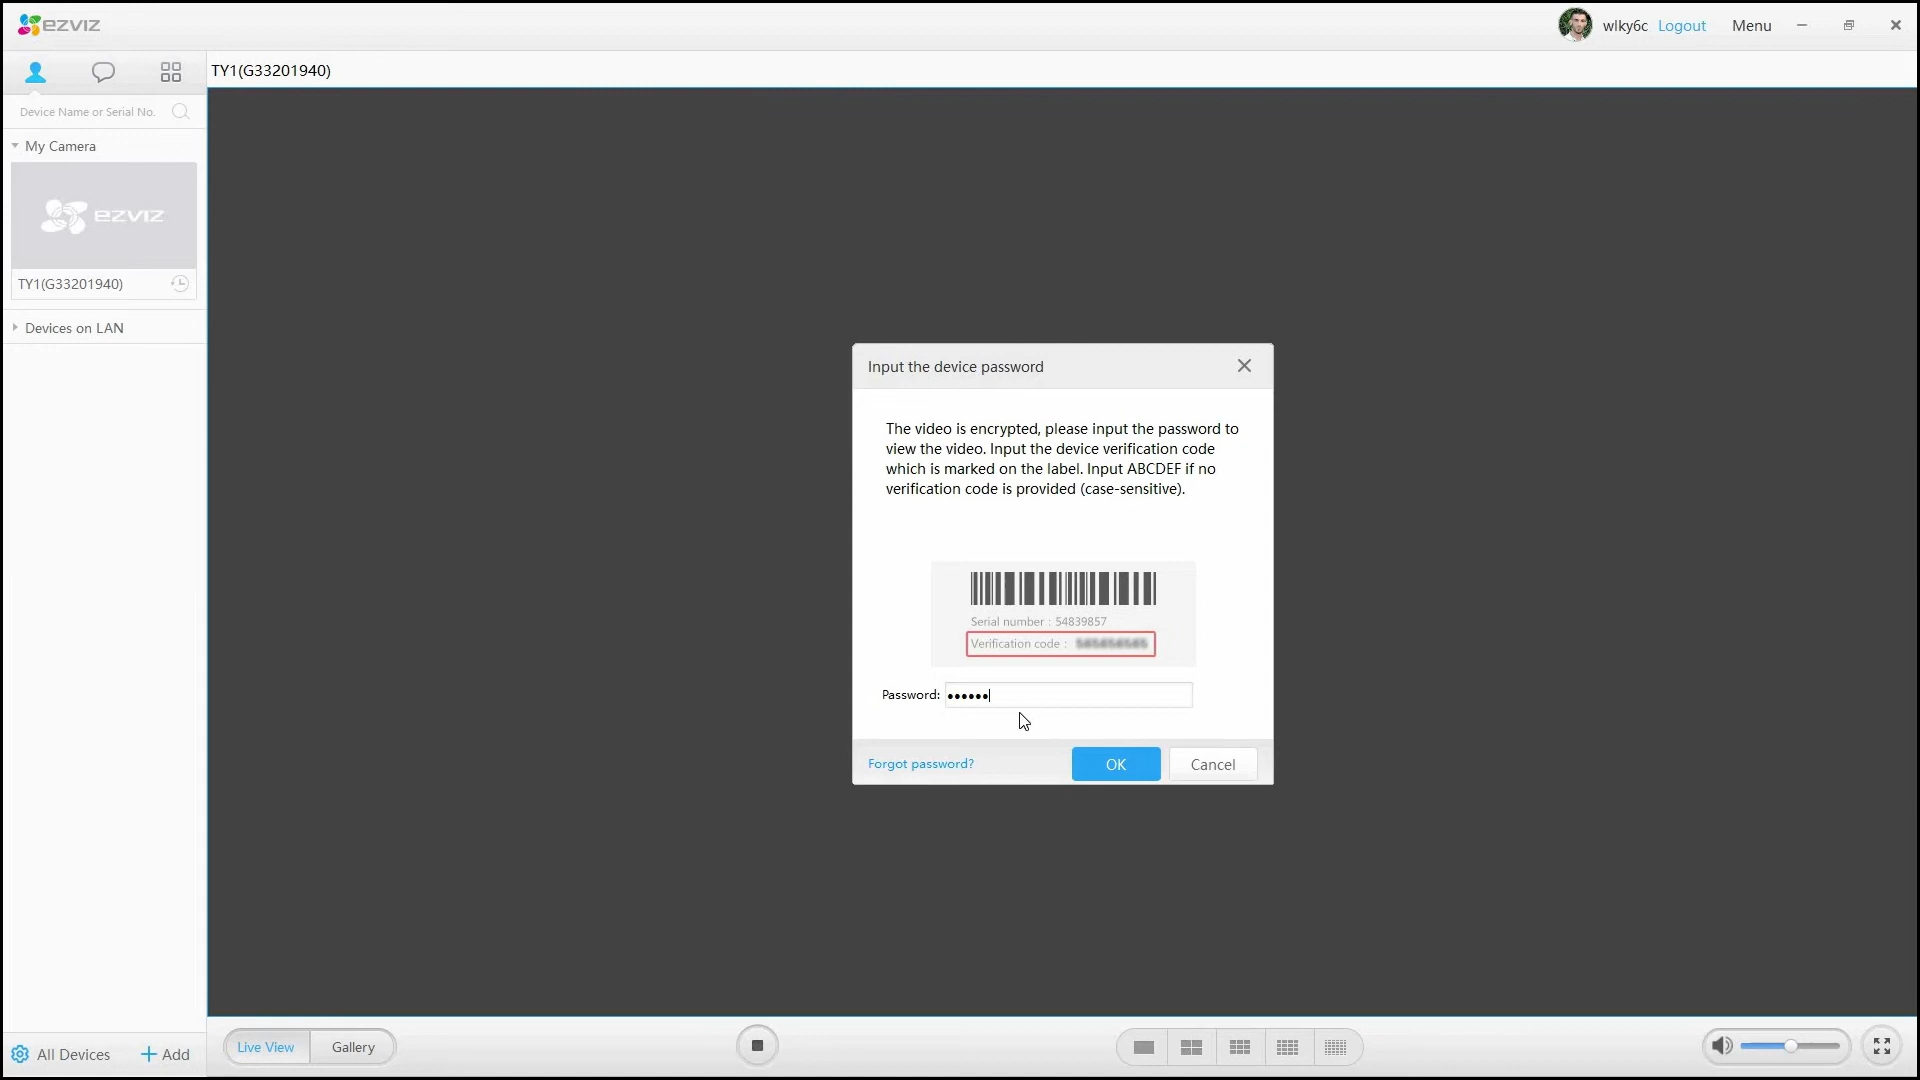 ezviz
wlky6c Logout Menu
TY1(G33201940)
Device Name or Serial No.
My Camera
ezviz
TY1(G33201940)
Devices on LAN
Input the device password
The video is encrypted, please input the password to
view the video. Input the device verification code
which is marked on the label. Input ABCDEF if no
verification code is provided (case-sensitive).
Serial number : 54839857
Verification code :
Password: ••••••
Forgot password? OK Cancel
All Devices Add
Live View Gallery